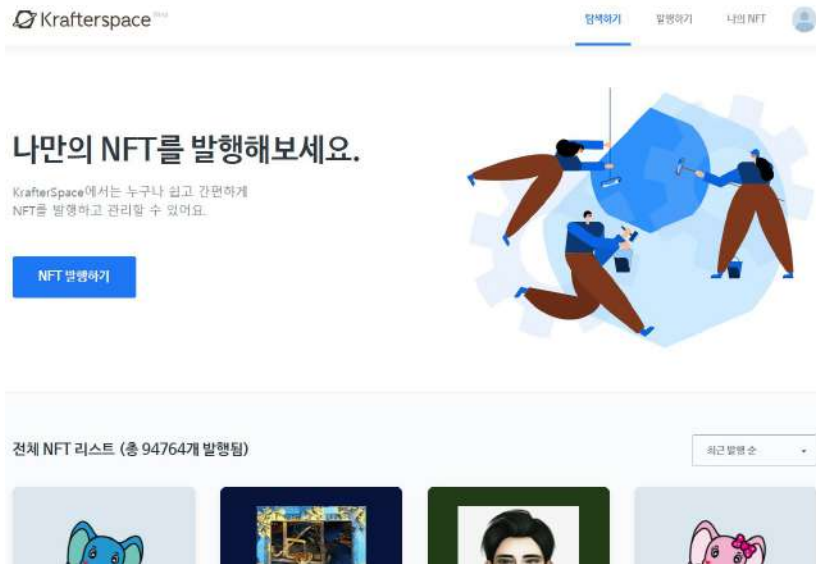 Krafterspace Beta
탐색하기 발행하기 나의 NFT
나만의 NFT를 발행해보세요.
KrafterSpace에서는 누구나 쉽고 간편하게
NFT를 발행하고 관리할 수 있어요.
NFT 발행하기
전체 NFT 리스트 (총 94764개 발행됨)
최근 발행 순